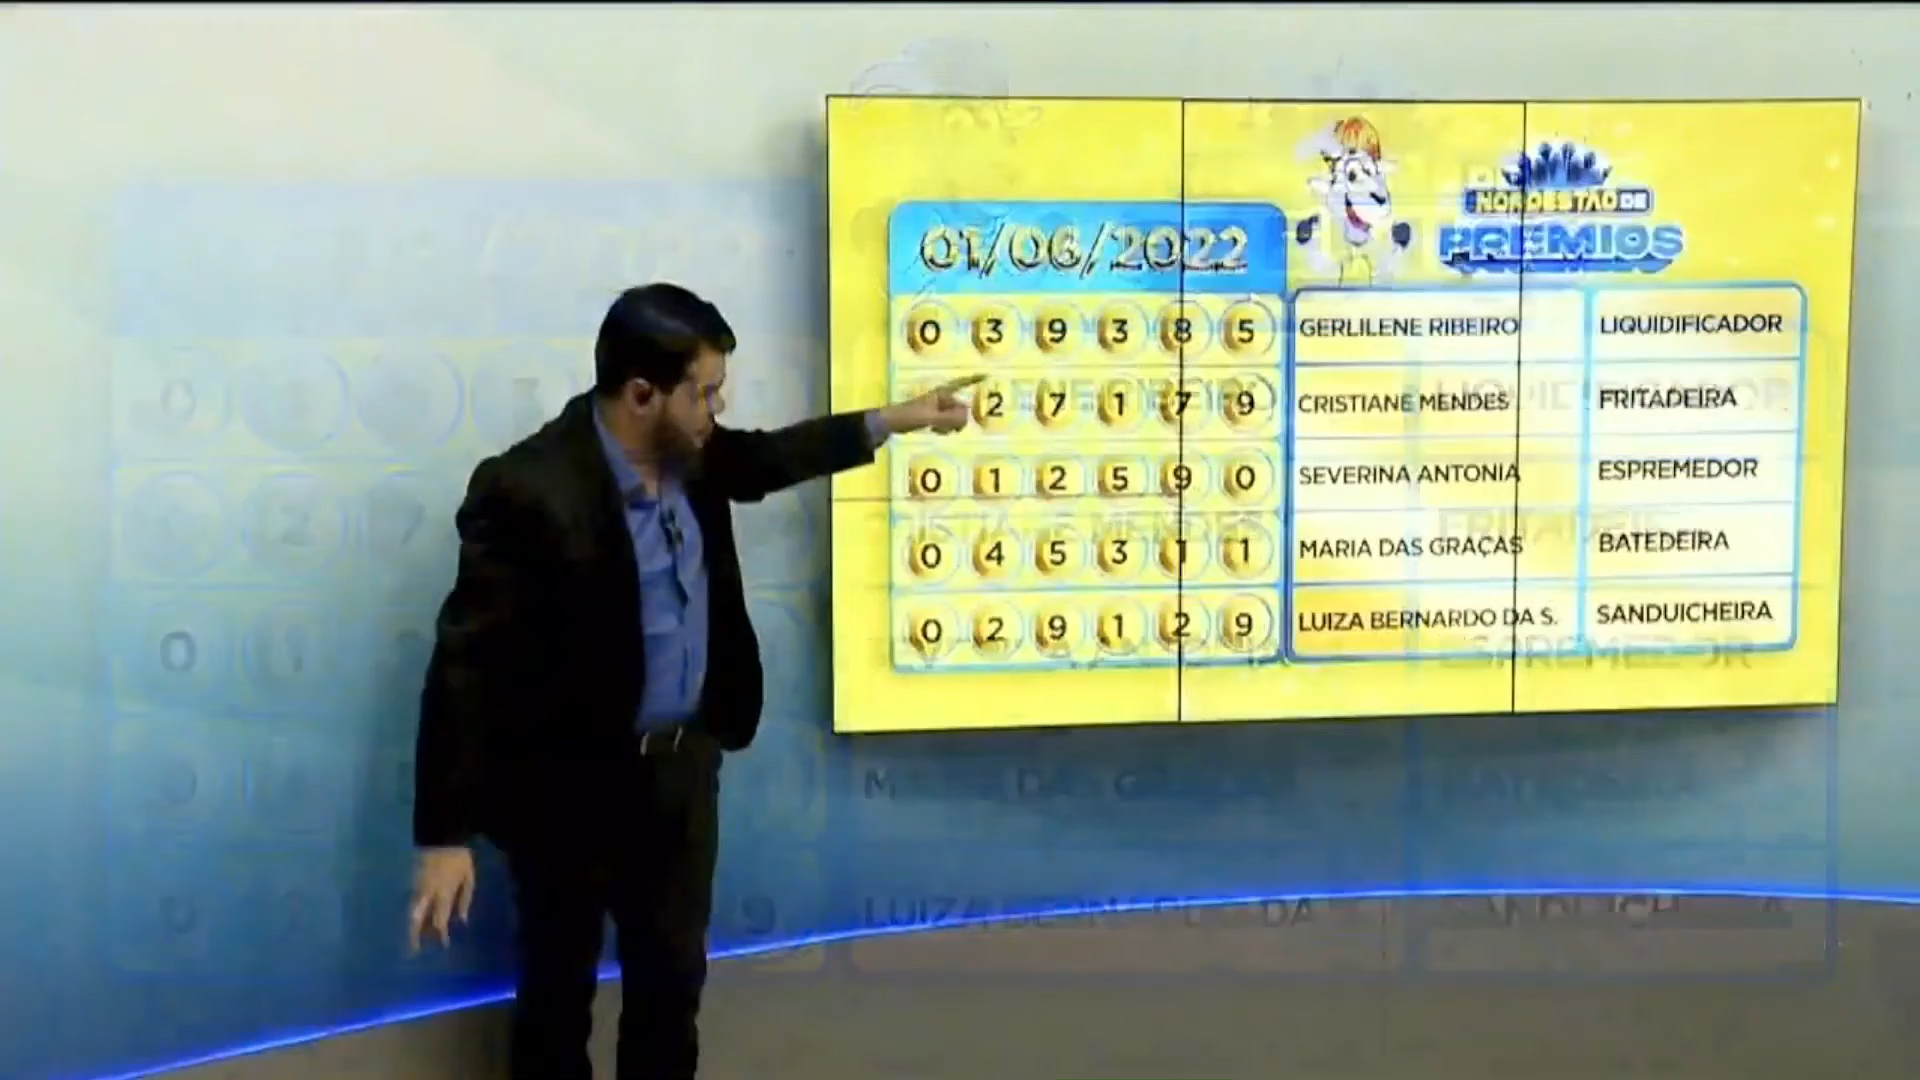 01/06/2022
NORDESTÃO DE
PREMIOS
0 3 9 3 8 5 GERLILENE RIBEIRO LIQUIDIFICADOR
2 7 1 7 9 CRISTIANE MENDES FRITADEIRA
0 1 2 5 9 0 SEVERINA ANTONIA ESPREMEDOR
0 4 5 3 1 1 MARIA DAS GRAÇAS BATEDEIRA
0 2 9 1 2 9 LUIZA BERNARDO DA S. SANDUICHEIRA